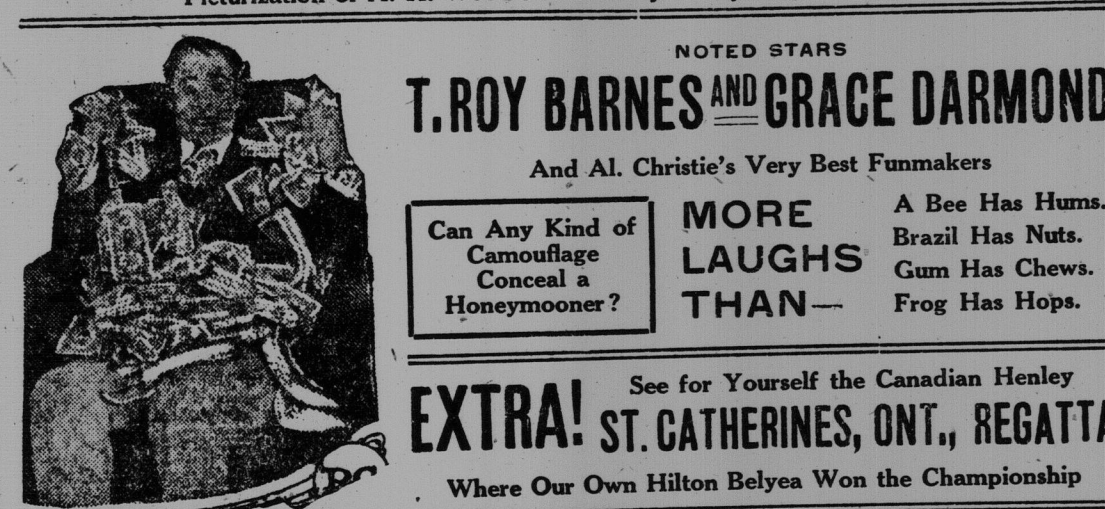 NOTED STARS
T. ROY BARNES AND GRACE DARMOND
And Al. Christie's Very Best Funmakers
Can Any Kind of
Camouflage
Conceal a
Honeymooner?
MORE
LAUGHS
THAN—
A Bee Has Hums.
Brazil Has Nuts.
Gum Has Chews.
Frog Has Hops.
EXTRA!
See for Yourself the Canadian Henley
ST. CATHERINES, ONT., REGATTA
Where Our Own Hilton Belyea Won the Championship